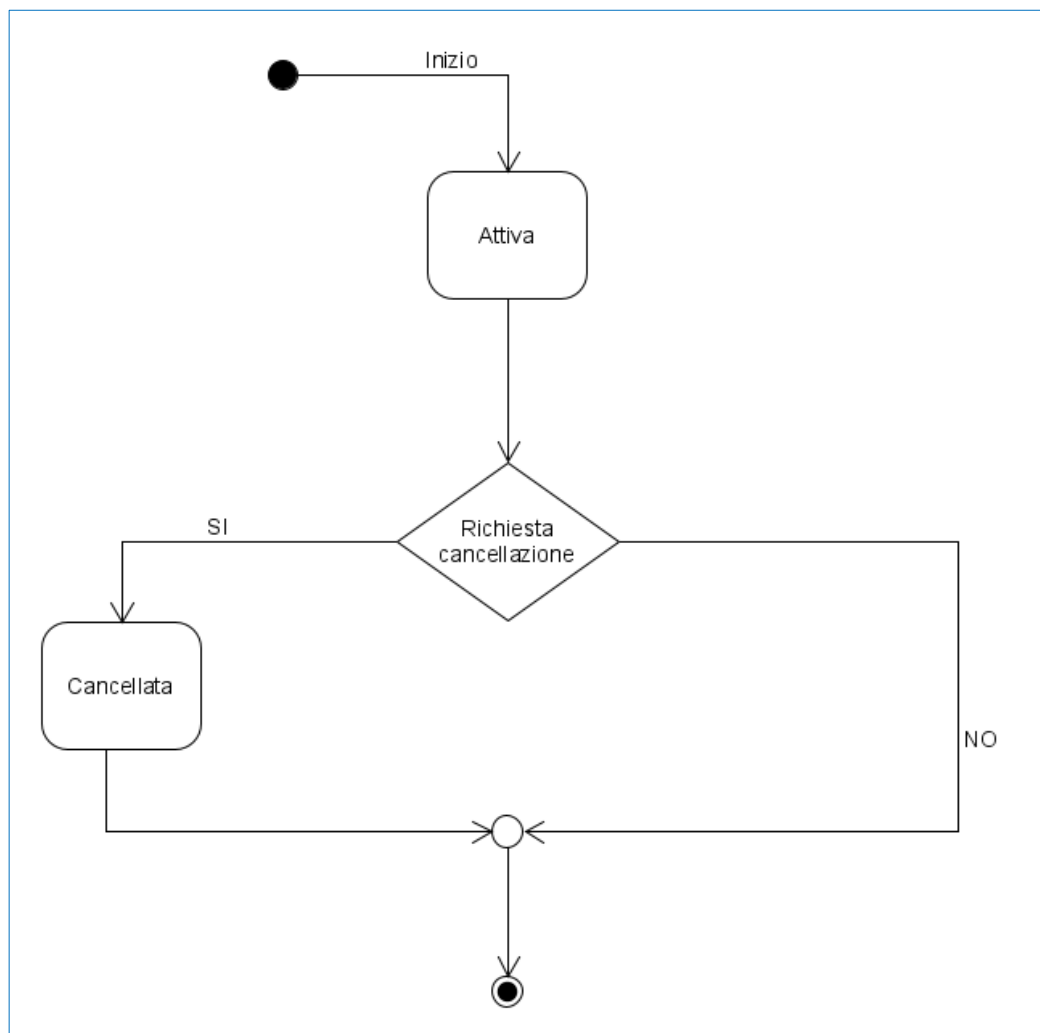 Inizio
Attiva
Richiesta
cancellazione
SI
Cancellata
NO